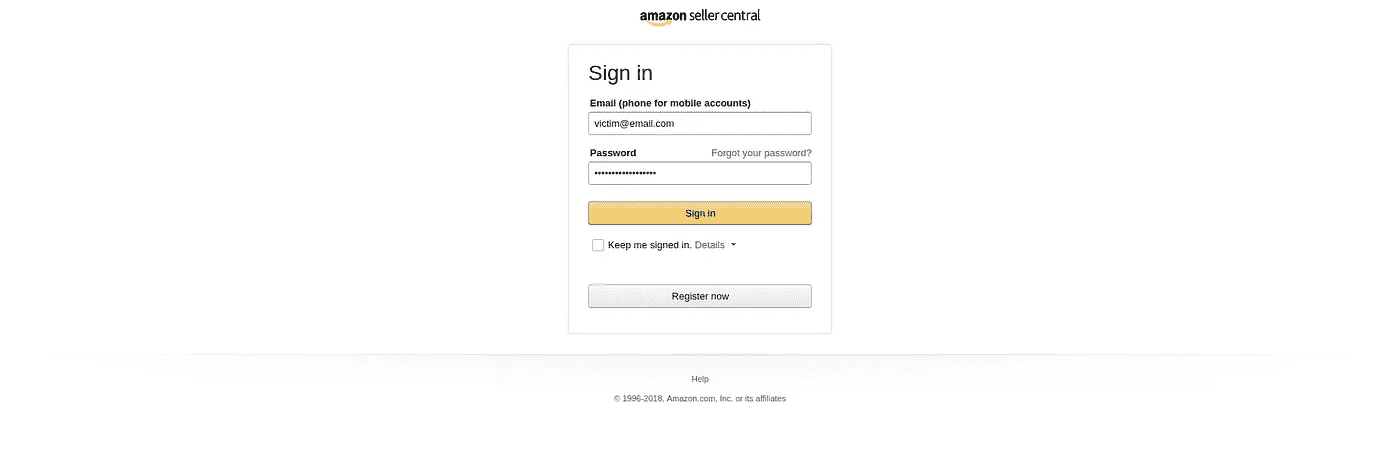 amazon seller central
Sign in
Email (phone for mobile accounts)
victim@email.com
Password Forgot your password?
••••••••••••••••••
Sign in
Keep me signed in. Details
Register now
Help
© 1996-2018, Amazon.com, Inc. or its affiliates